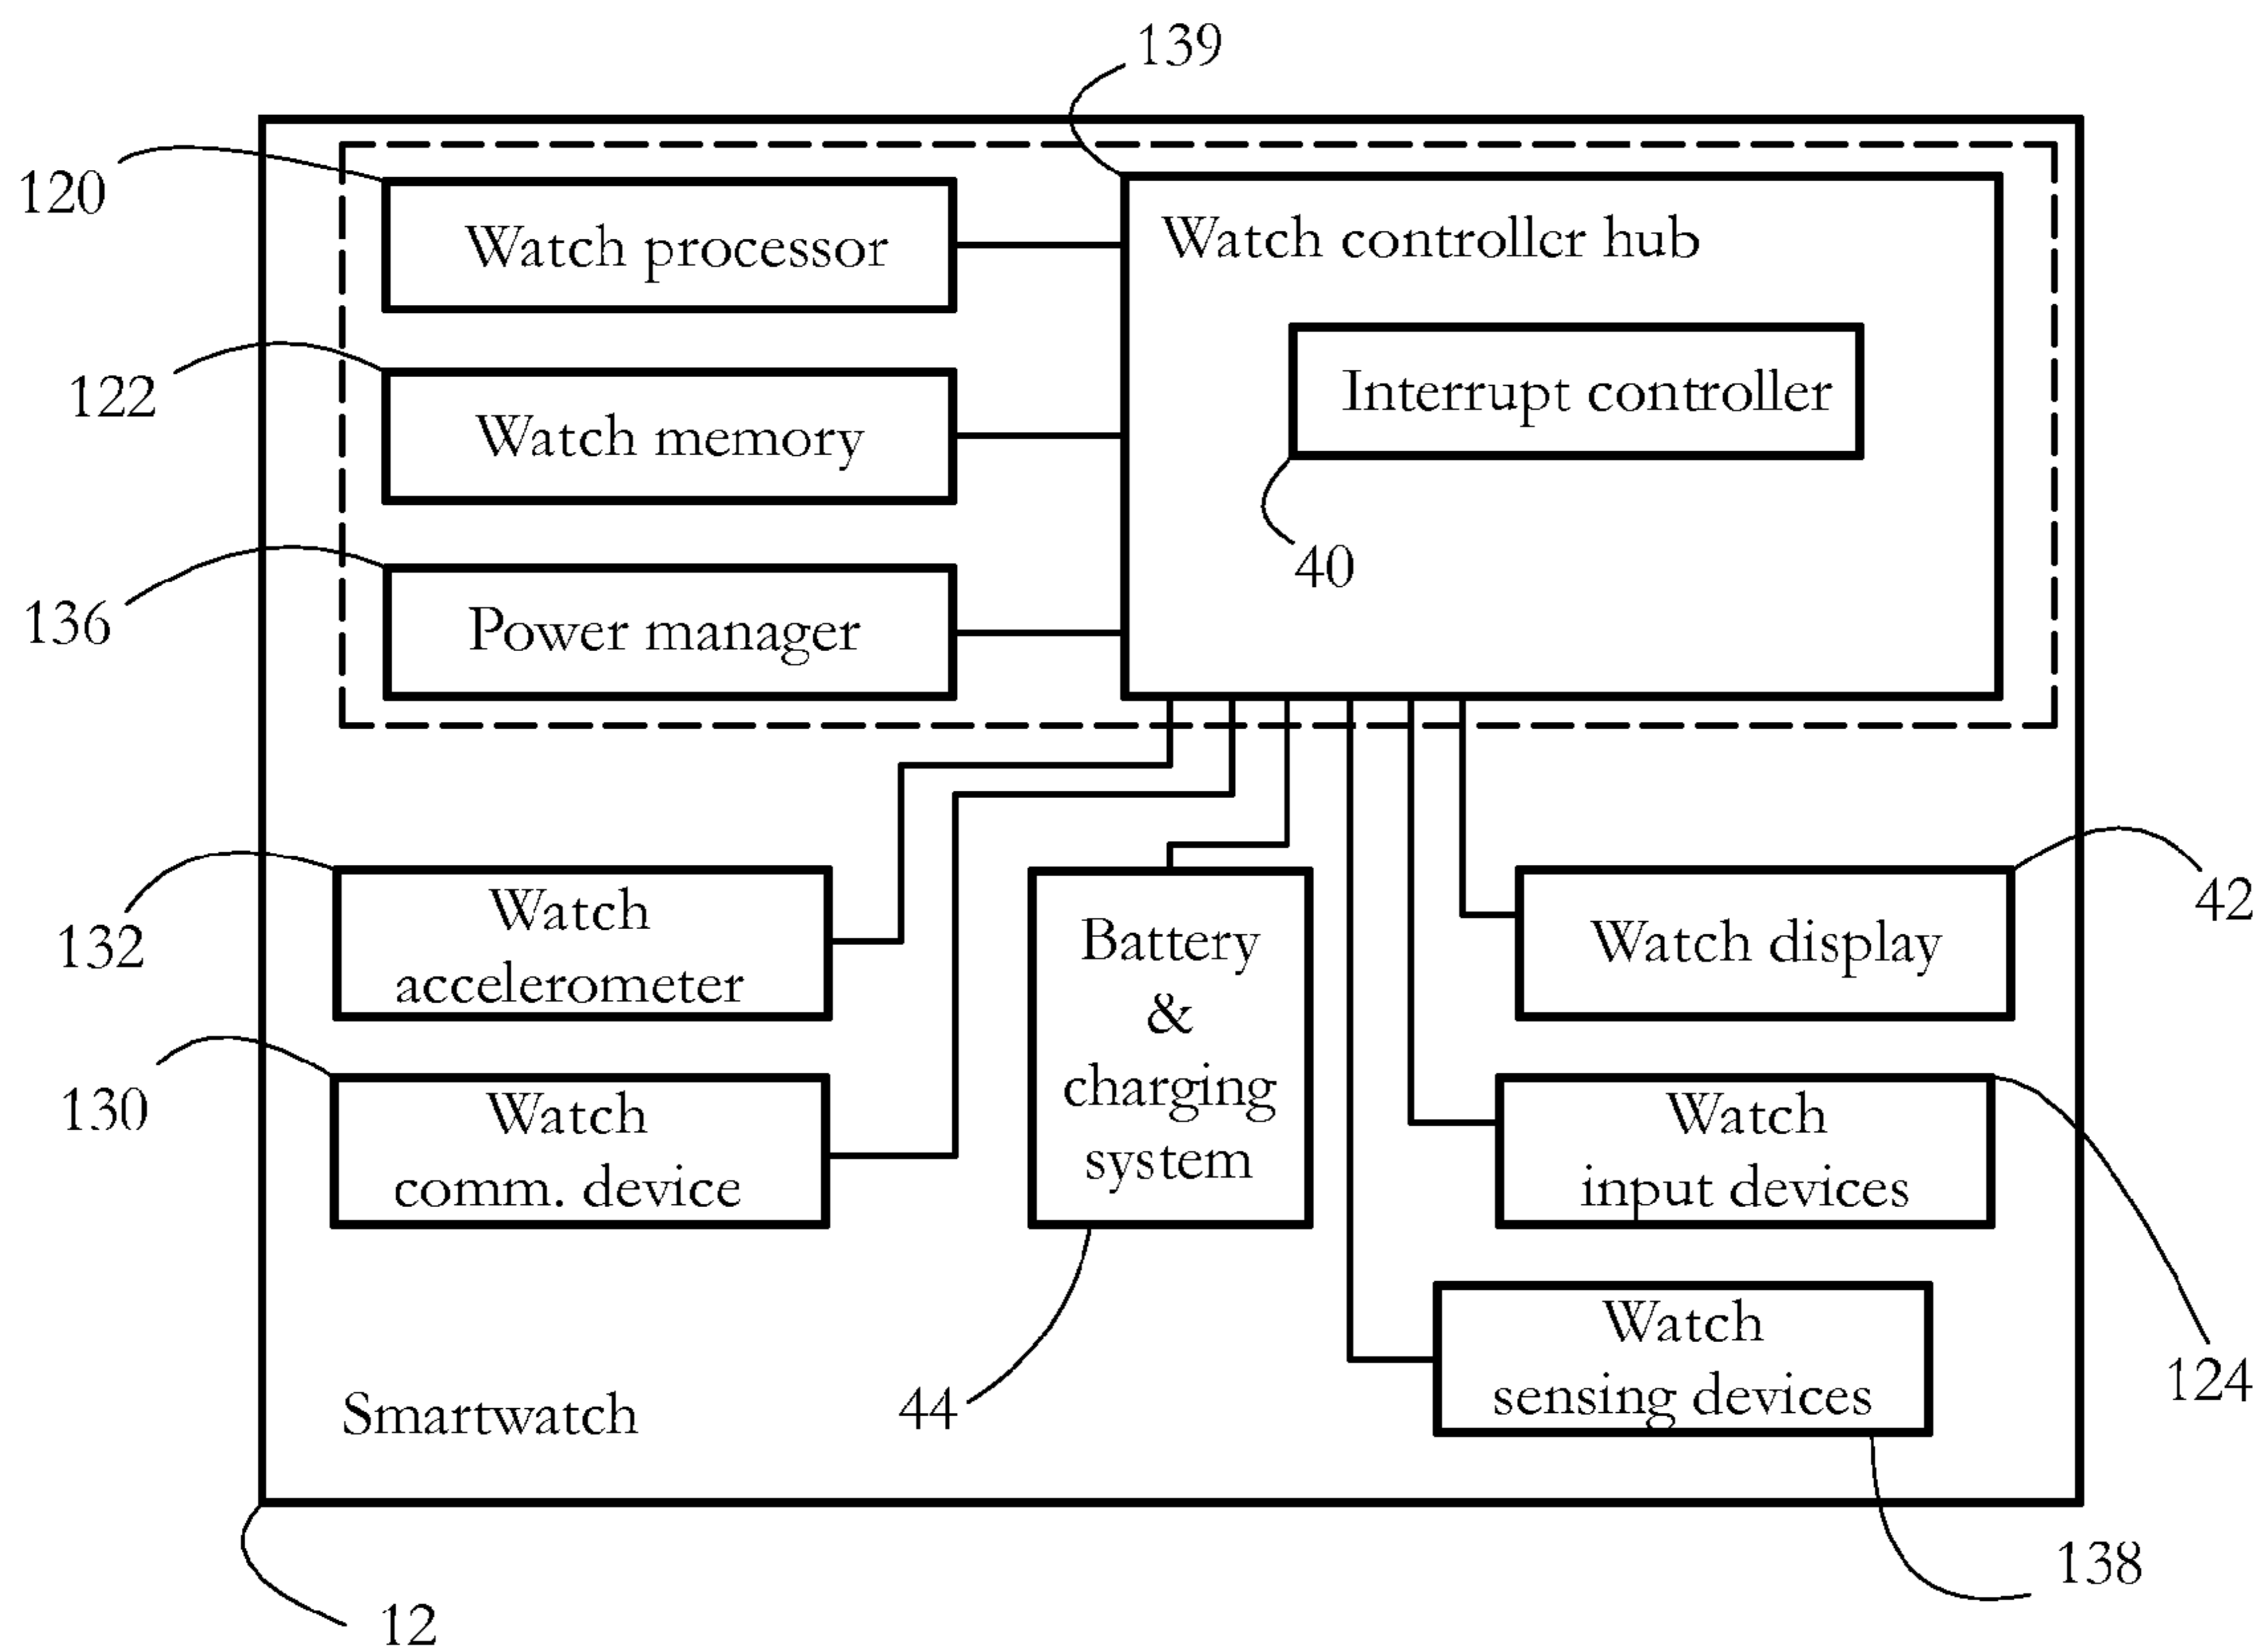 139
120
Watch processor
Watch controller hub
122
Watch memory
Interrupt controller
40
136
Power manager
132
Watch
accelerometer
Battery
&
charging
system
Watch display
42
130
Watch
comm. device
Watch
input devices
124
44
Watch
sensing devices
138
Smartwatch
12